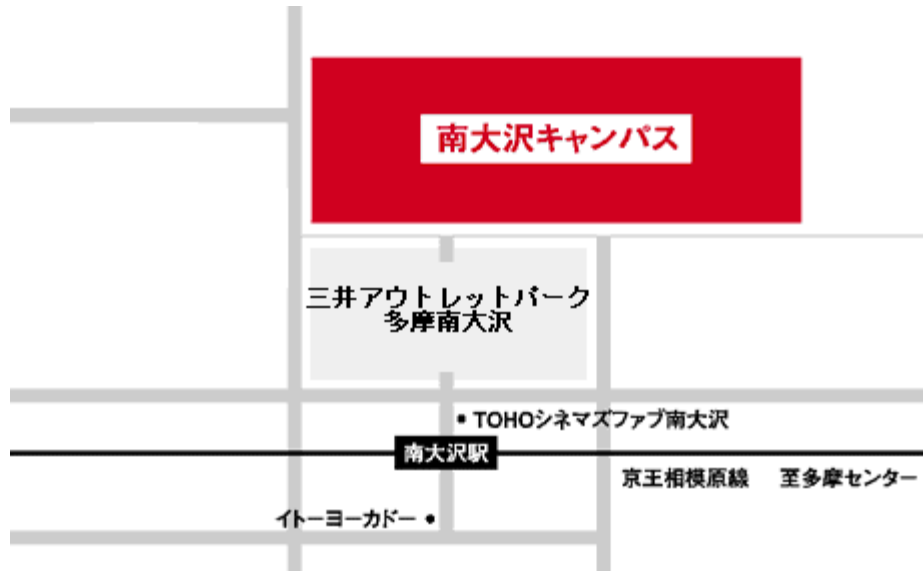 南大沢キャンパス
三井アウトレットパーク
多摩南大沢
TOHOシネマズファブ南大沢
南大沢駅
京王相模原線 至多摩センター
イトーヨーカドー